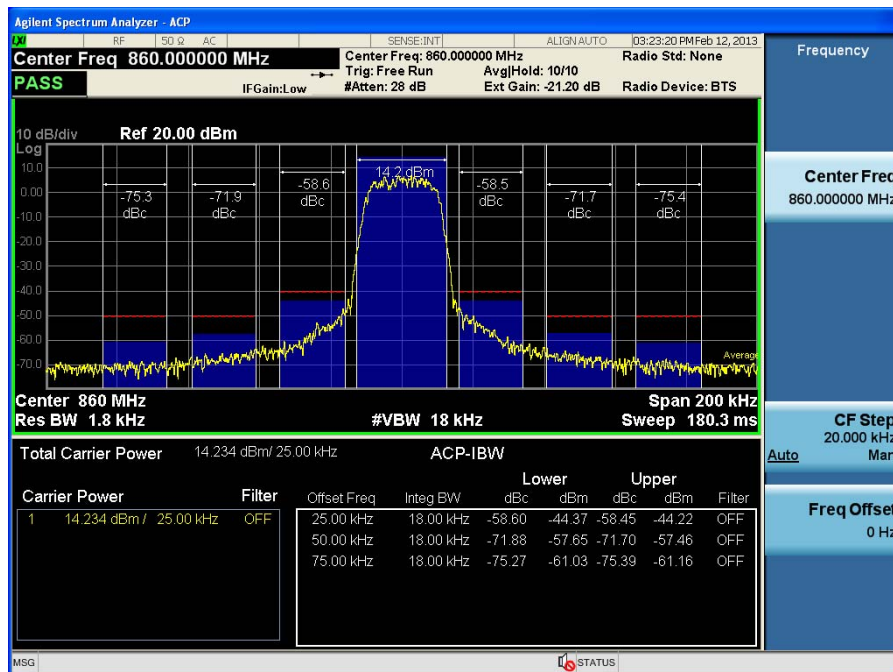 Agilent Spectrum Analyzer - ACP
LXI RF 50 Ω AC SENSE:INT ALIGN AUTO 03:23:20 PM Feb 12, 2013
Center Freq 860.000000 MHz
Center Freq: 860.000000 MHz
Radio Std: None
PASS
Trig: Free Run
Avg|Hold: 10/10
IFGain:Low
#Atten: 28 dB
Ext Gain: -21.20 dB
Radio Device: BTS
10 dB/div
Ref 20.00 dBm
Log
10.0
0.00
-10.0
-20.0
-30.0
-40.0
-50.0
-60.0
-70.0
-75.3 dBc
-71.9 dBc
-58.6 dBc
14.2 dBm
-58.5 dBc
-71.7 dBc
-75.4 dBc
Average
Center 860 MHz
Span 200 kHz
Res BW 1.8 kHz
#VBW 18 kHz
Sweep 180.3 ms
Total Carrier Power 14.234 dBm/ 25.00 kHz
ACP-IBW
Lower Upper
Carrier Power Filter
1 14.234 dBm / 25.00 kHz OFF
Offset Freq Integ BW dBc dBm dBc dBm Filter
25.00 kHz 18.00 kHz -58.60 -44.37 -58.45 -44.22 OFF
50.00 kHz 18.00 kHz -71.88 -57.65 -71.70 -57.46 OFF
75.00 kHz 18.00 kHz -75.27 -61.03 -75.39 -61.16 OFF
MSG
STATUS
Frequency
Center Freq
860.000000 MHz
CF Step
20.000 kHz
Auto Man
Freq Offset
0 Hz